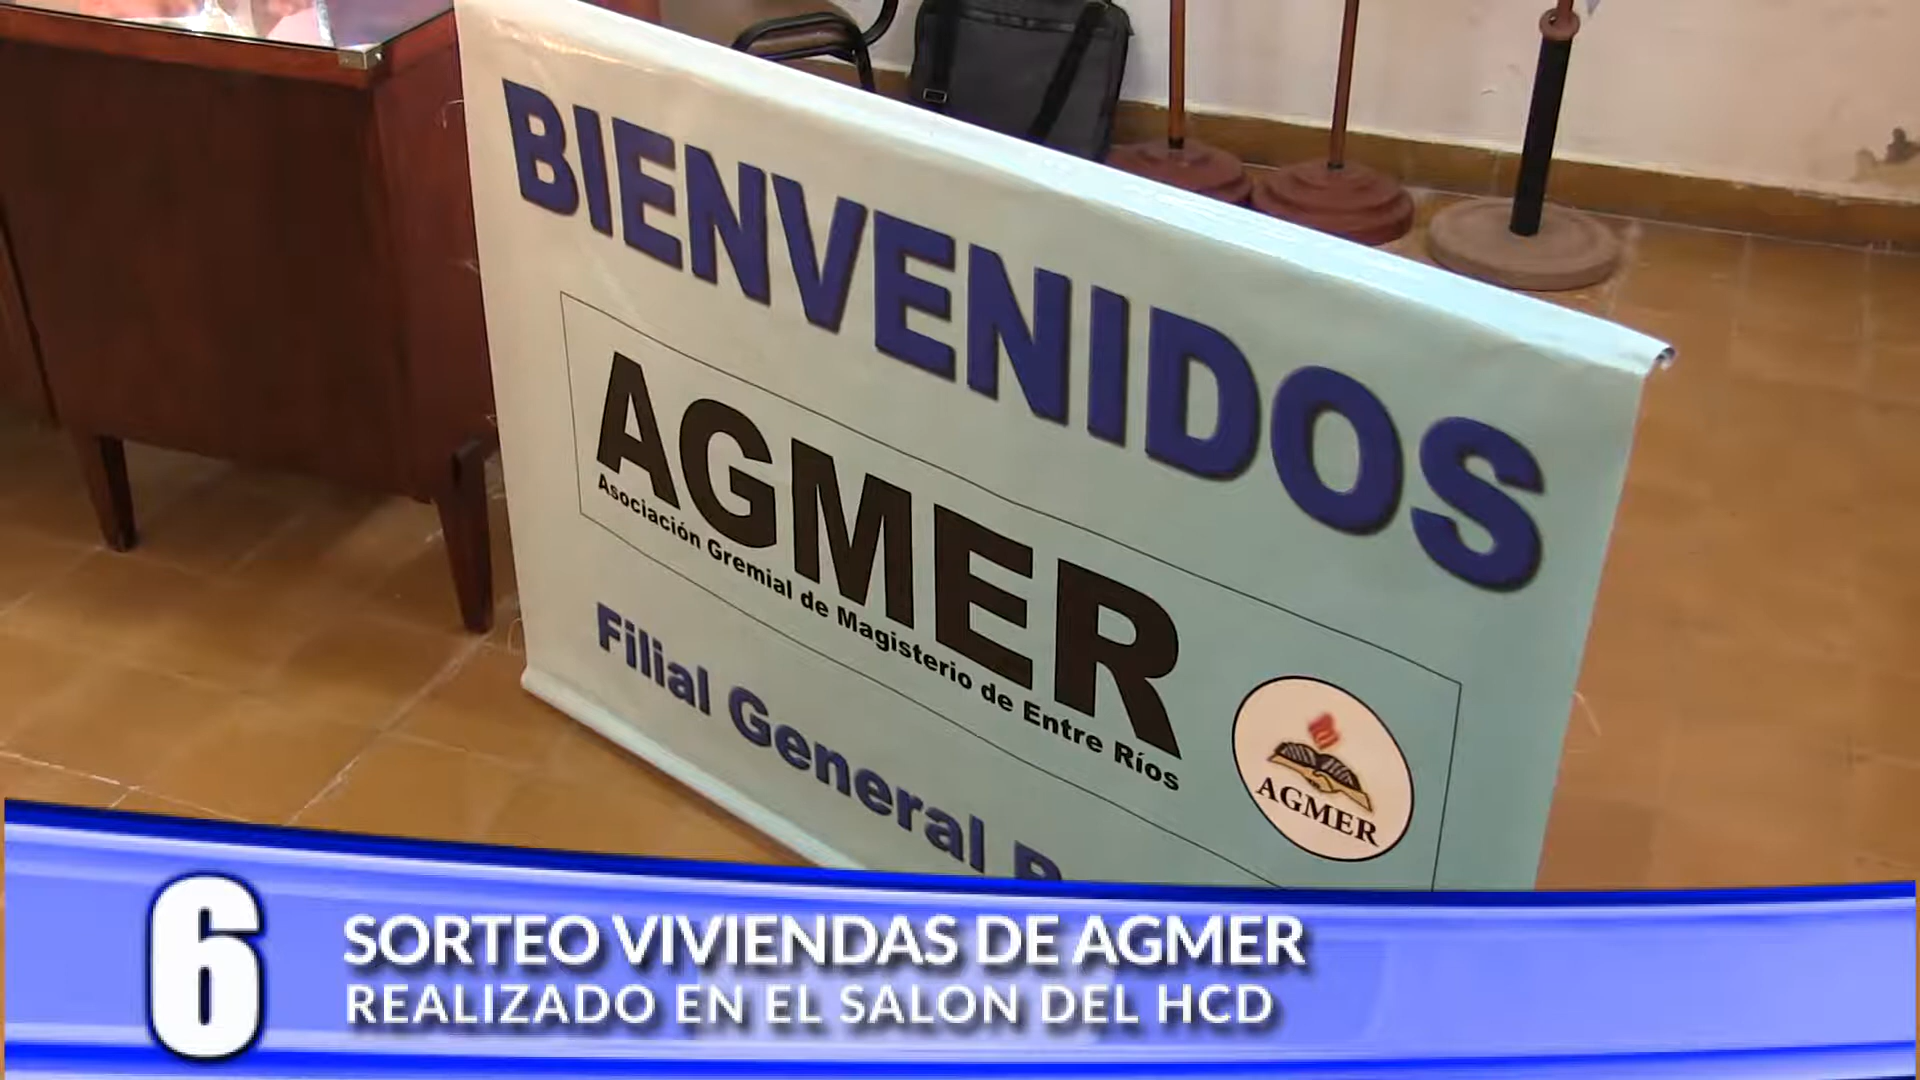 BIENVENIDOS
AGMER
Asociación Gremial de Magisterio de Entre Ríos
AGMER
Filial General
6
SORTEO VIVIENDAS DE AGMER
REALIZADO EN EL SALON DEL HCD